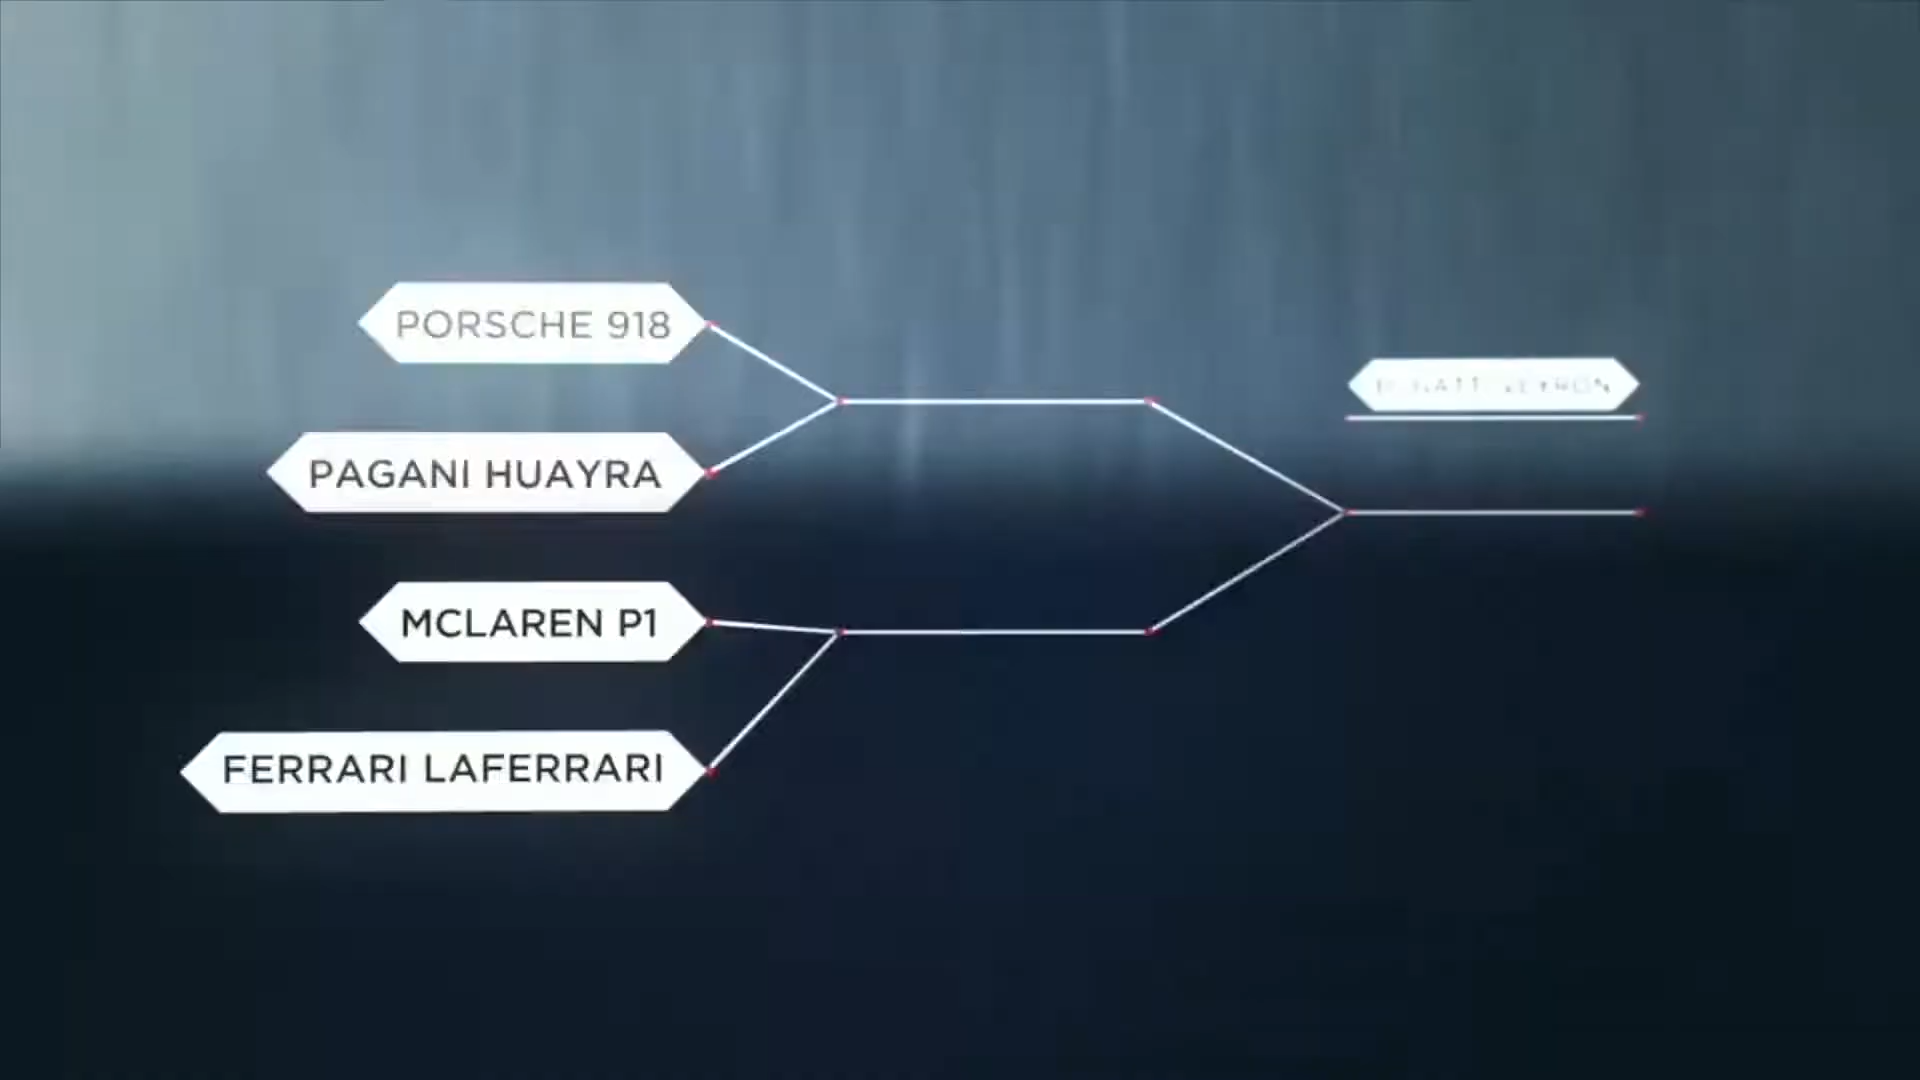 PORSCHE 918
PAGANI HUAYRA
MCLAREN P1
FERRARI LAFERRARI